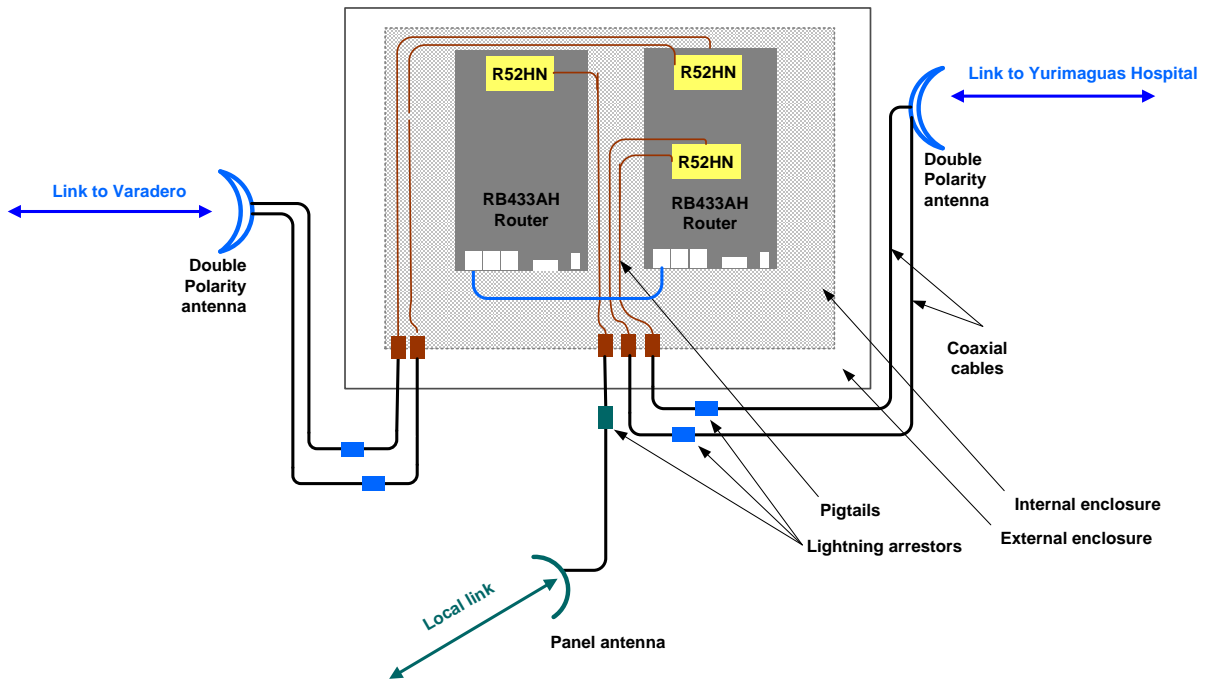 R52HN
R52HN
Link to Yurimaguas Hospital
R52HN
Double
Polarity
antenna
Link to Varadero
RB433AH
Router
RB433AH
Router
Double
Polarity
antenna
Coaxial
cables
Pigtails
Internal enclosure
Lightning arrestors
External enclosure
Local link
Panel antenna